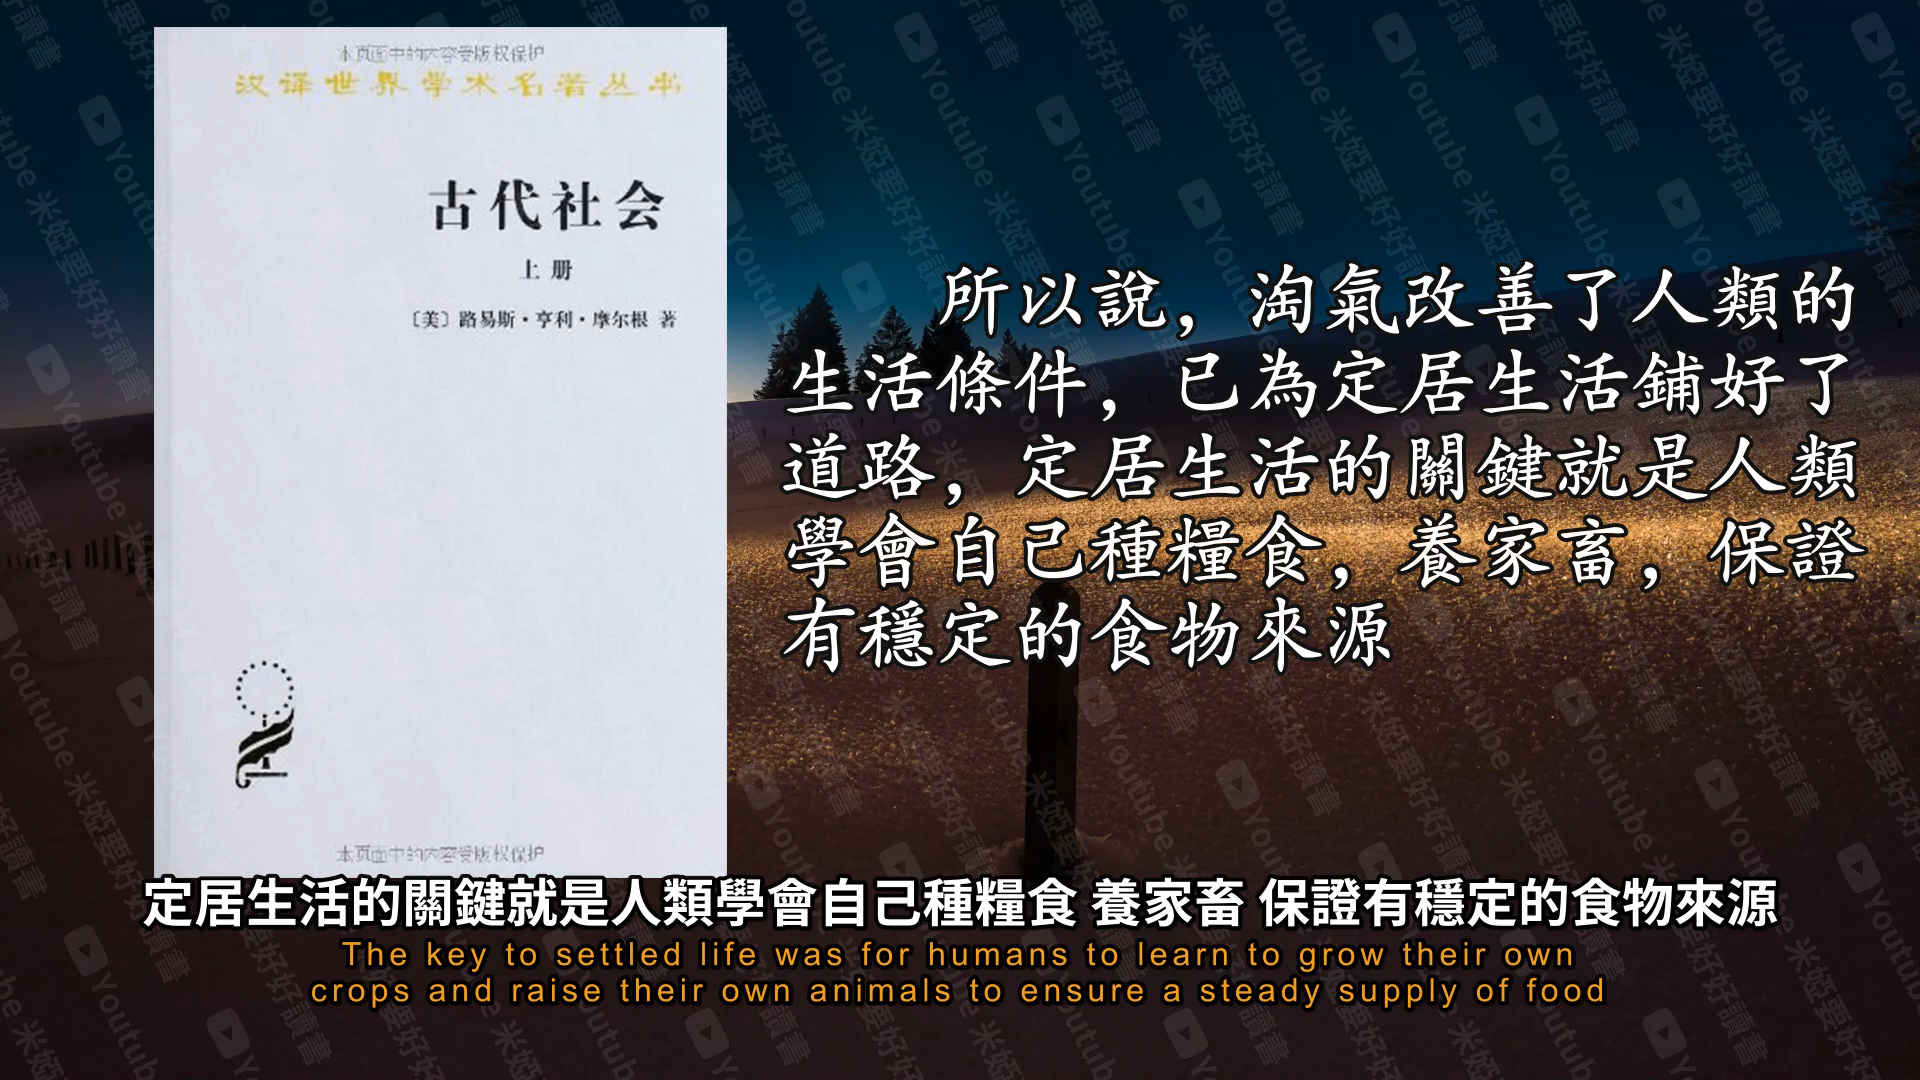 本页面中的内容受版权保护
汉译世界学术名著丛书
古代社会
上册
〔美〕路易斯·亨利·摩尔根 著
本页面中的内容受版权保护
所以說，淘氣改善了人類的
生活條件，已為定居生活鋪好了
道路，定居生活的關鍵就是人類
學會自己種糧食，養家畜，保證
有穩定的食物來源
定居生活的關鍵就是人類學會自己種糧食 養家畜 保證有穩定的食物來源
The key to settled life was for humans to learn to grow their own
crops and raise their own animals to ensure a steady supply of food
Youtube 米婭要好好讀書